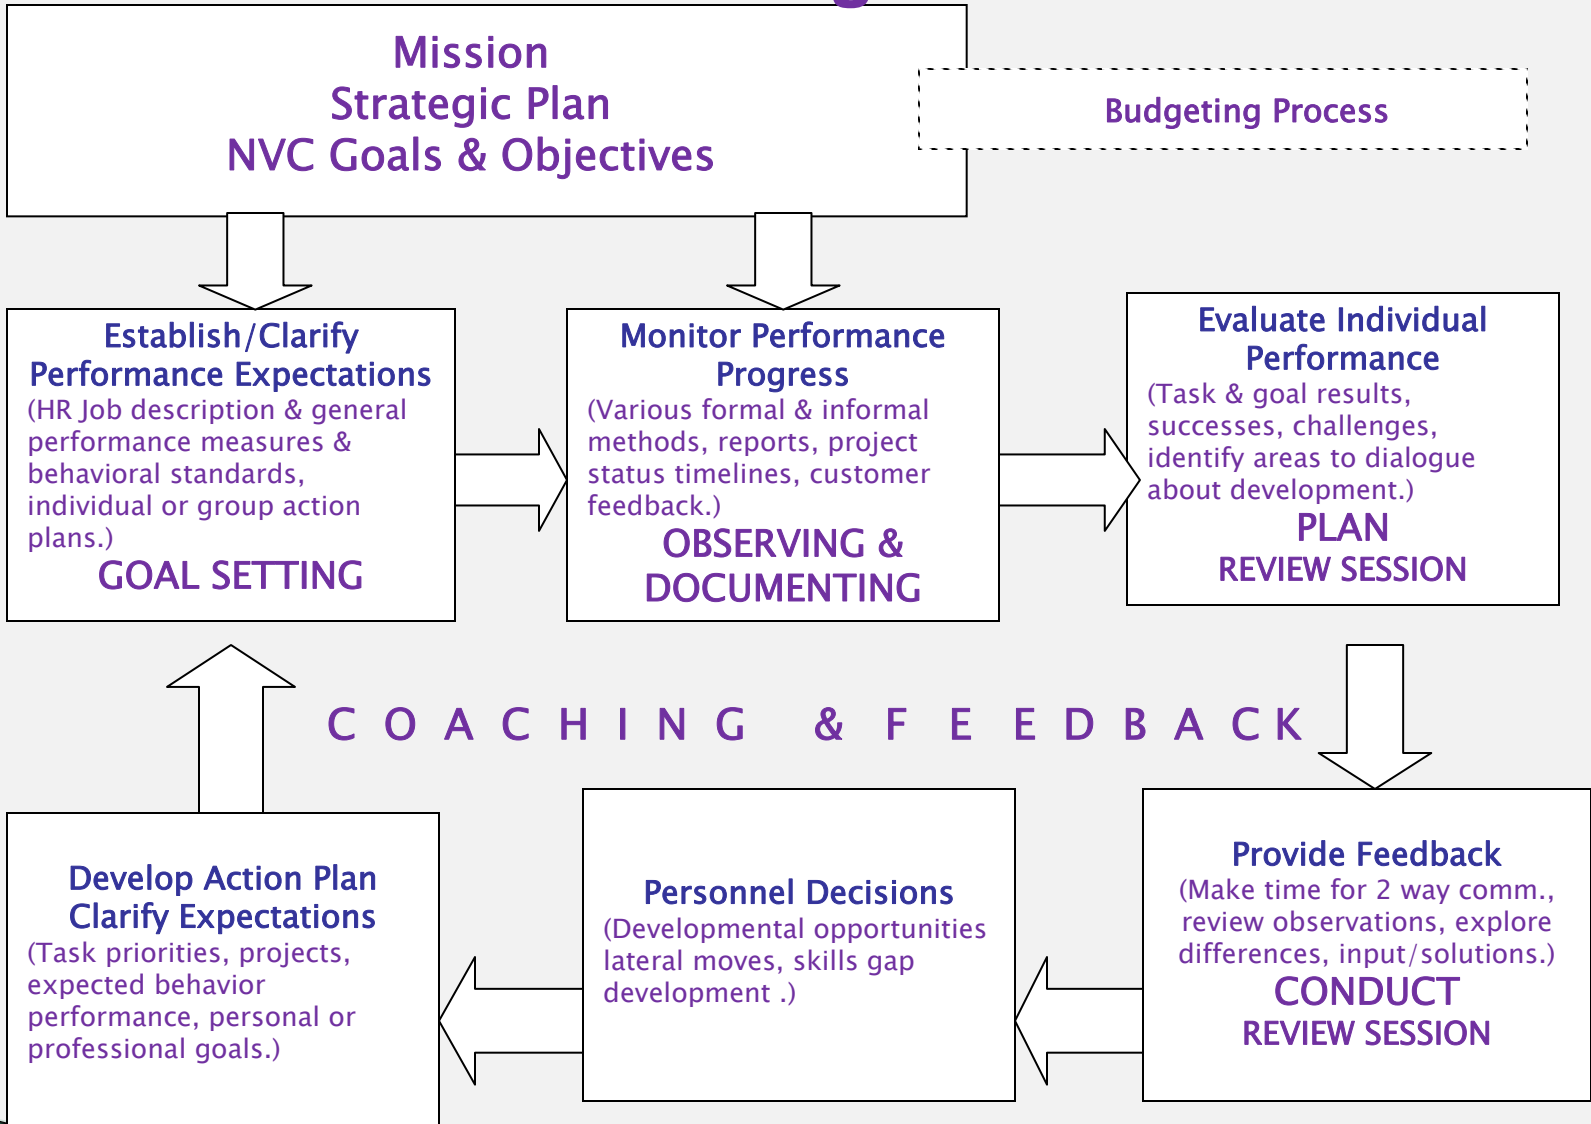 Mission
Strategic Plan
NVC Goals & Objectives
Budgeting Process
Establish/Clarify
Performance Expectations
(HR Job description & general
performance measures &
behavioral standards,
individual or group action
plans.)
GOAL SETTING
Monitor Performance
Progress
(Various formal & informal
methods, reports, project
status timelines, customer
feedback.)
OBSERVING &
DOCUMENTING
Evaluate Individual
Performance
(Task & goal results,
successes, challenges,
identify areas to dialogue
about development.)
PLAN
REVIEW SESSION
COACHING & FEEDBACK
Develop Action Plan
Clarify Expectations
(Task priorities, projects,
expected behavior
performance, personal or
professional goals.)
Personnel Decisions
(Developmental opportunities
lateral moves, skills gap
development .)
Provide Feedback
(Make time for 2 way comm.,
review observations, explore
differences, input/solutions.)
CONDUCT
REVIEW SESSION